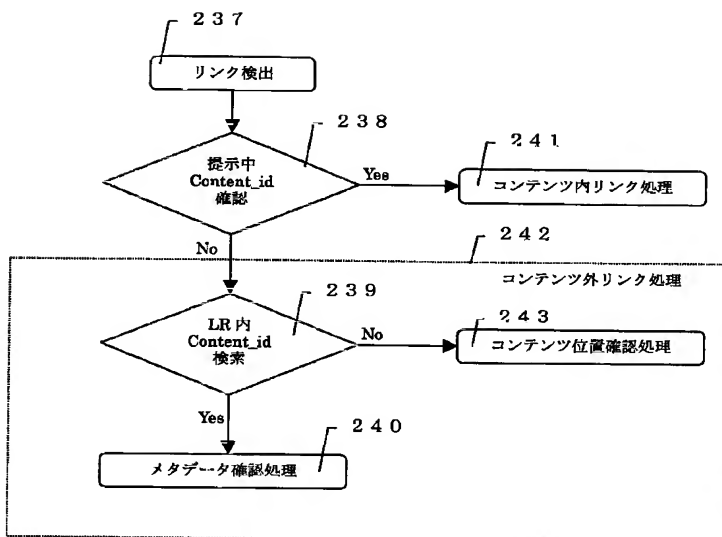 ２３７
リンク検出
２３８
提示中
Content_id
確認
Yes
２４１
コンテンツ内リンク処理
No
２４２
コンテンツ外リンク処理
２３９
LR内
Content_id
検索
No
２４３
コンテンツ位置確認処理
Yes
２４０
メタデータ確認処理